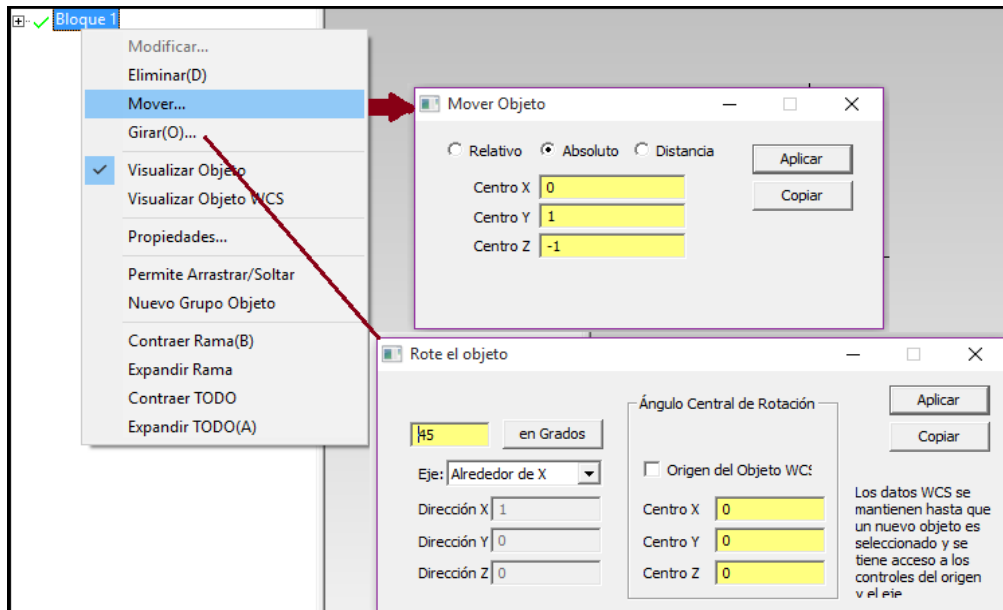 Bloque 1
Modificar...
Eliminar(D)
Mover...
Girar(O)...
Visualizar Objeto
Visualizar Objeto WCS
Propiedades...
Permite Arrastrar/Soltar
Nuevo Grupo Objeto
Contraer Rama(B)
Expandir Rama
Contraer TODO
Expandir TODO(A)
Mover Objeto
Relativo Absoluto Distancia
Aplicar
Centro X 0
Copiar
Centro Y 1
Centro Z -1
Rote el objeto
Aplicar
Ángulo Central de Rotación
45 en Grados
Copiar
Eje: Alrededor de X
Origen del Objeto WCS
Dirección X 1
Centro X 0
Dirección Y 0
Centro Y 0
Dirección Z 0
Centro Z 0
Los datos WCS se
mantienen hasta que
un nuevo objeto es
seleccionado y se
tiene acceso a los
controles del origen
y el eje